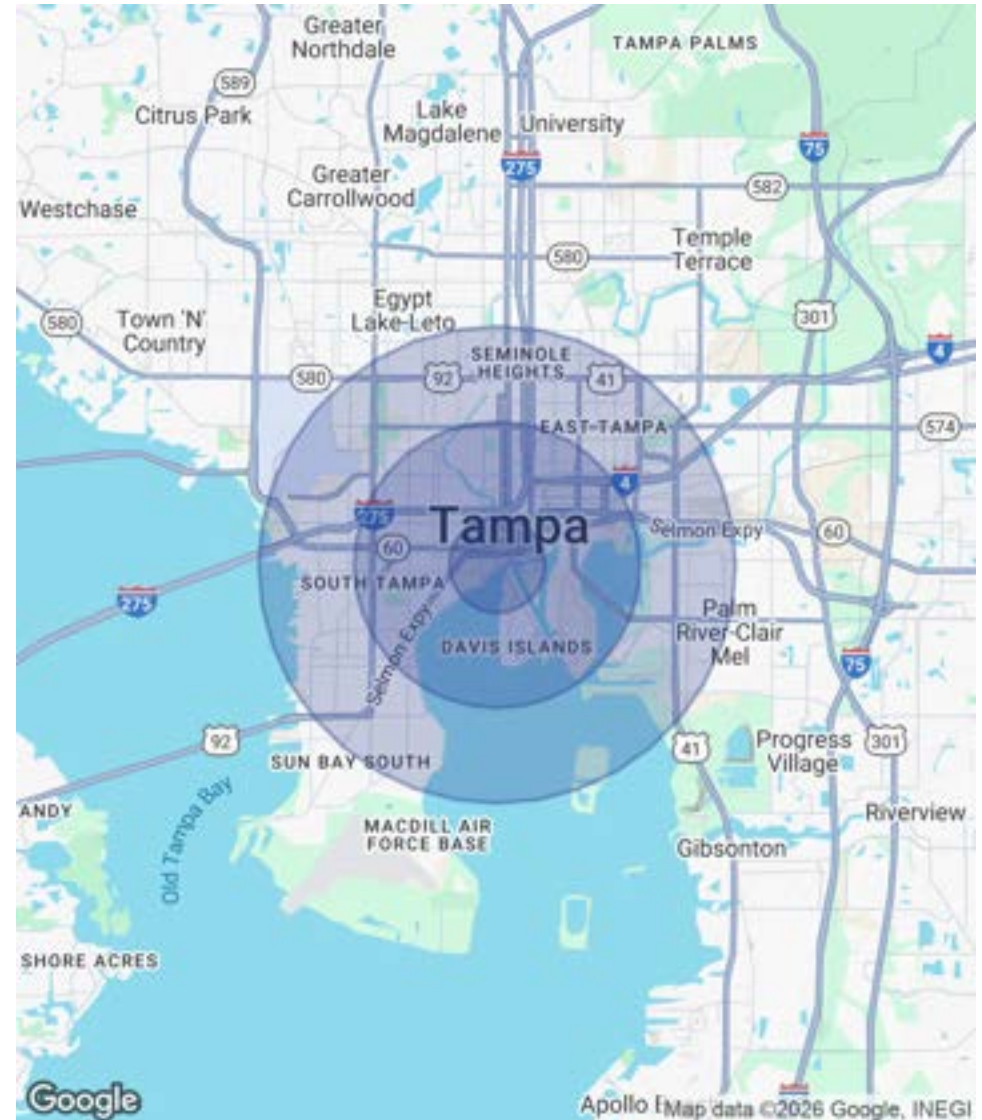 Greater
Northdale
TAMPA PALMS
589
Citrus Park
Lake
Magdalene
University
75
275
Greater
Carrollwood
582
Westchase
Temple
Terrace
580
Egypt
Lake-Leto
301
580
Town 'N'
Country
4
SEMINOLE
HEIGHTS
580
92
41
EAST TAMPA
574
4
275
Tampa
Selmon Expy
60
60
SOUTH TAMPA
275
Palm
River-Clair
Mel
Selmon Expy
DAVIS ISLANDS
75
92
41
Progress
Village
301
SUN BAY SOUTH
Old Tampa Bay
ANDY
MACDILL AIR
FORCE BASE
Riverview
Gibsonton
SHORE ACRES
Google
Apollo
Map data ©2026 Google, INEGI